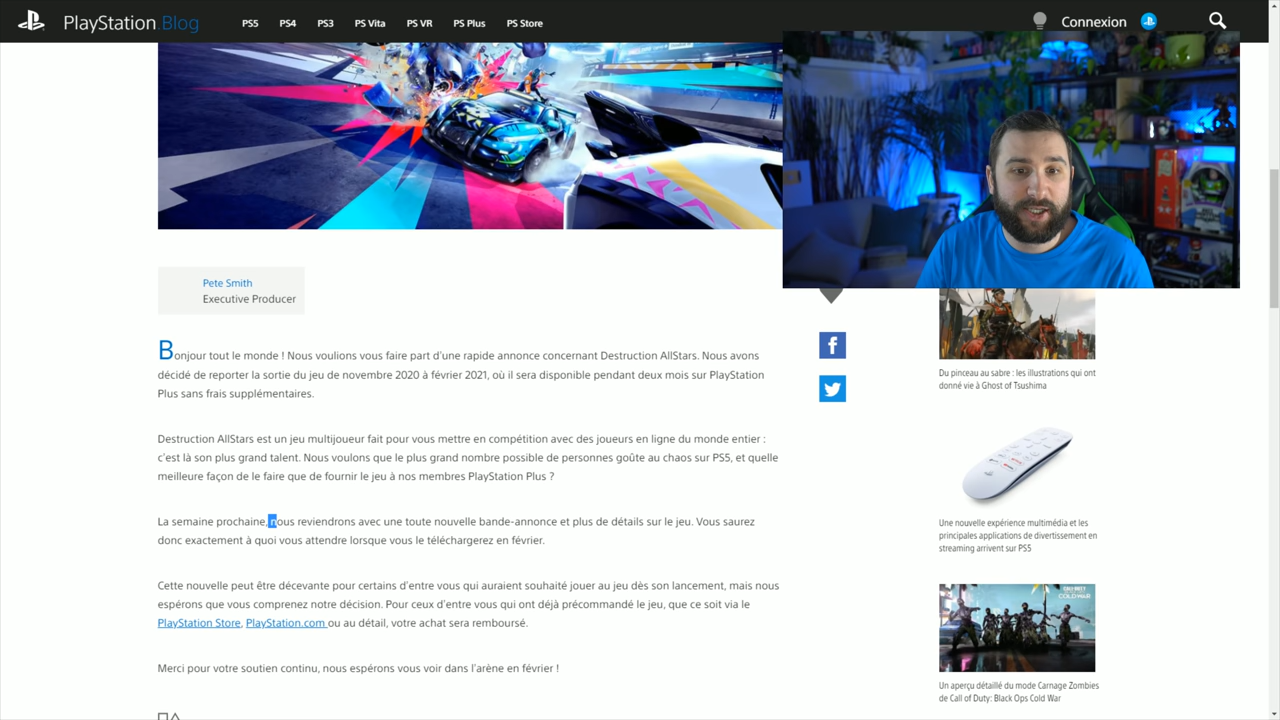 PlayStation.Blog
PS5 PS4 PS3 PS Vita PS VR PS Plus PS Store
Connexion
Pete Smith
Executive Producer
Bonjour tout le monde ! Nous voulions vous faire part d'une rapide annonce concernant Destruction AllStars. Nous avons
décidé de reporter la sortie du jeu de novembre 2020 à février 2021, où il sera disponible pendant deux mois sur PlayStation
Plus sans frais supplémentaires.
Destruction AllStars est un jeu multijoueur fait pour vous mettre en compétition avec des joueurs en ligne du monde entier :
c'est là son plus grand talent. Nous voulons que le plus grand nombre possible de personnes goûte au chaos sur PS5, et quelle
meilleure façon de le faire que de fournir le jeu à nos membres PlayStation Plus ?
La semaine prochaine, nous reviendrons avec une toute nouvelle bande-annonce et plus de détails sur le jeu. Vous saurez
donc exactement à quoi vous attendre lorsque vous le téléchargerez en février.
Cette nouvelle peut être décevante pour certains d'entre vous qui auraient souhaité jouer au jeu dès son lancement, mais nous
espérons que vous comprenez notre décision. Pour ceux d'entre vous qui ont déjà précommandé le jeu, que ce soit via le
PlayStation Store, PlayStation.com ou au détail, votre achat sera remboursé.
Merci pour votre soutien continu, nous espérons vous voir dans l'arène en février !
Du pinceau au sabre : les illustrations qui ont
donné vie à Ghost of Tsushima
Une nouvelle expérience multimédia et les
principales applications de divertissement en
streaming arrivent sur PS5
CALL OF DUTY
COLD WAR
Un aperçu détaillé du mode Carnage Zombies
de Call of Duty: Black Ops Cold War